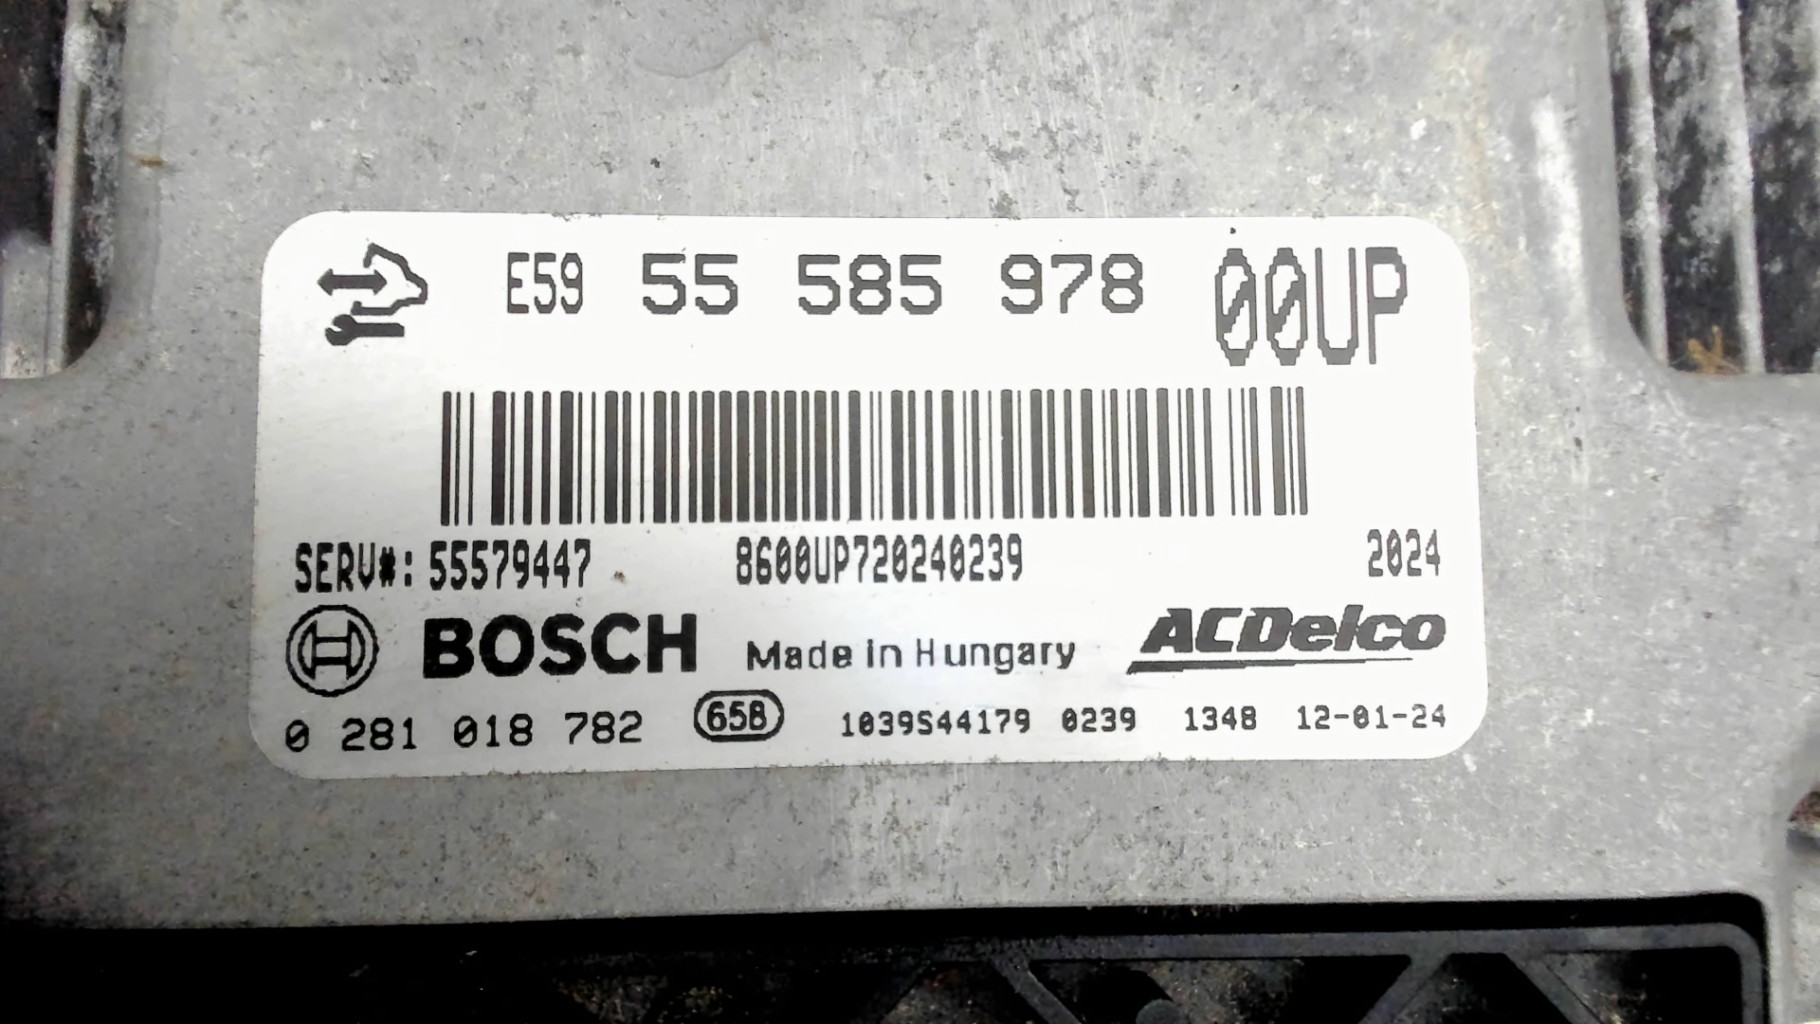 E59 55 585 978 00UP
SERV#: 55579447 8600UP720240239 2024
BOSCH Made in Hungary ACDelco
0 281 018 782 658 1039S44179 0239 1348 12-01-24